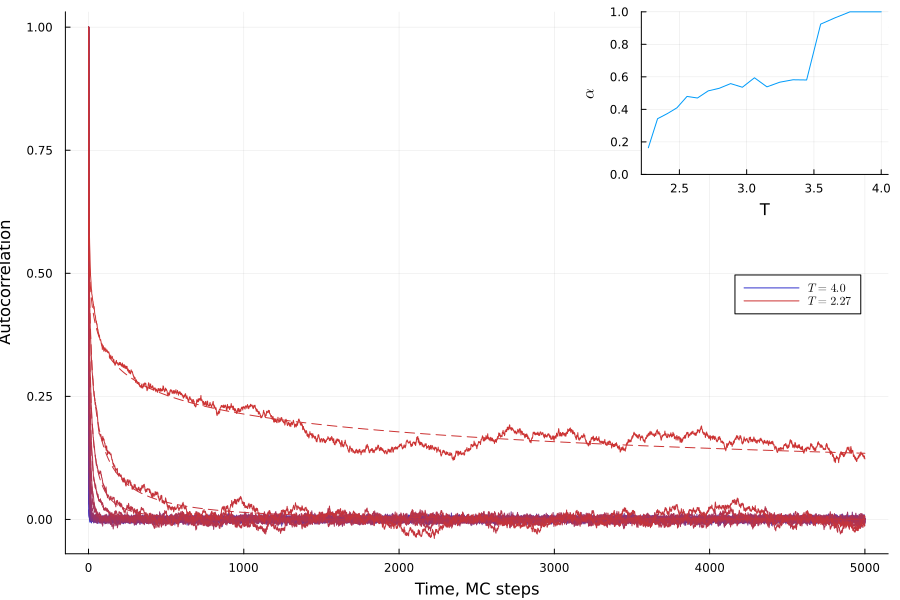 1.00
0.75
0.50
0.25
0.00
Autocorrelation
0 1000 2000 3000 4000 5000
Time, MC steps
1.0
0.8
0.6
0.4
0.2
0.0
α
2.5 3.0 3.5 4.0
T
T = 4.0
T = 2.27